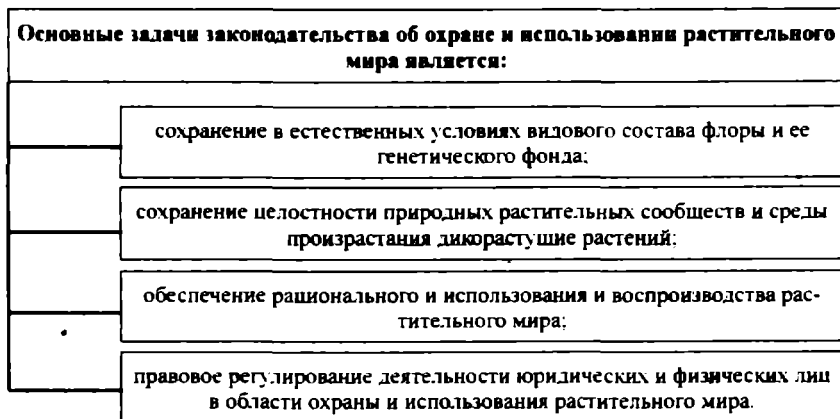 Основные задачи законодательства об охране и использовании растительного
мира является:
сохранение в естественных условиях видового состава флоры и ее
генетического фонда;
сохранение целостности природных растительных сообществ и среды
произрастания дикорастушие растений;
обеспечение рационального и использования и воспроизводства рас-
тительного мира;
правовое регулирование деятельности юридических и физических лиц
в области охраны и использования растительного мира.